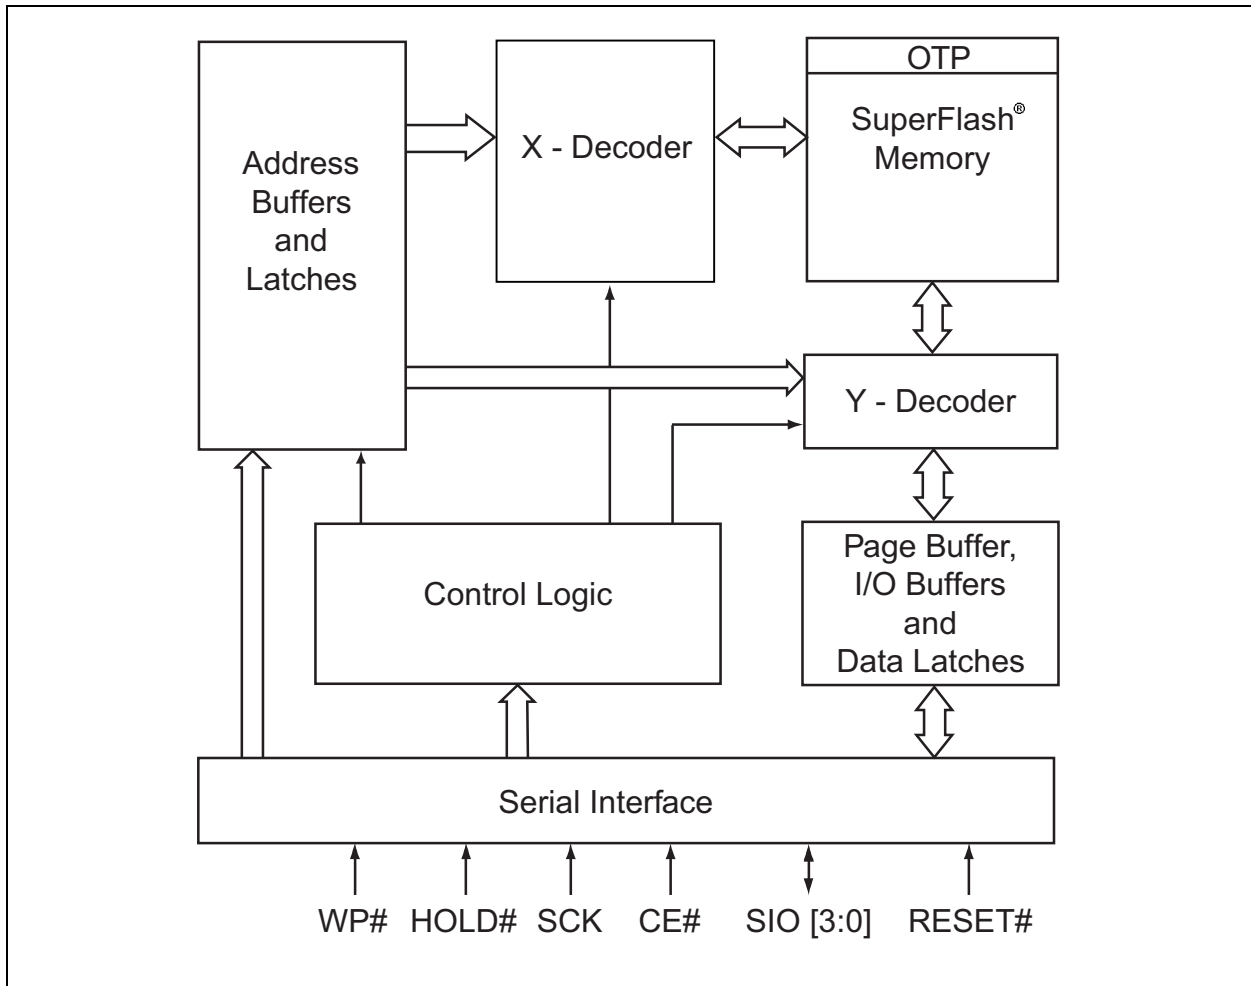 Address
Buffers
and
Latches
X - Decoder
OTP
SuperFlash®
Memory
Y - Decoder
Control Logic
Page Buffer,
I/O Buffers
and
Data Latches
Serial Interface
WP# HOLD# SCK CE# SIO [3:0] RESET#